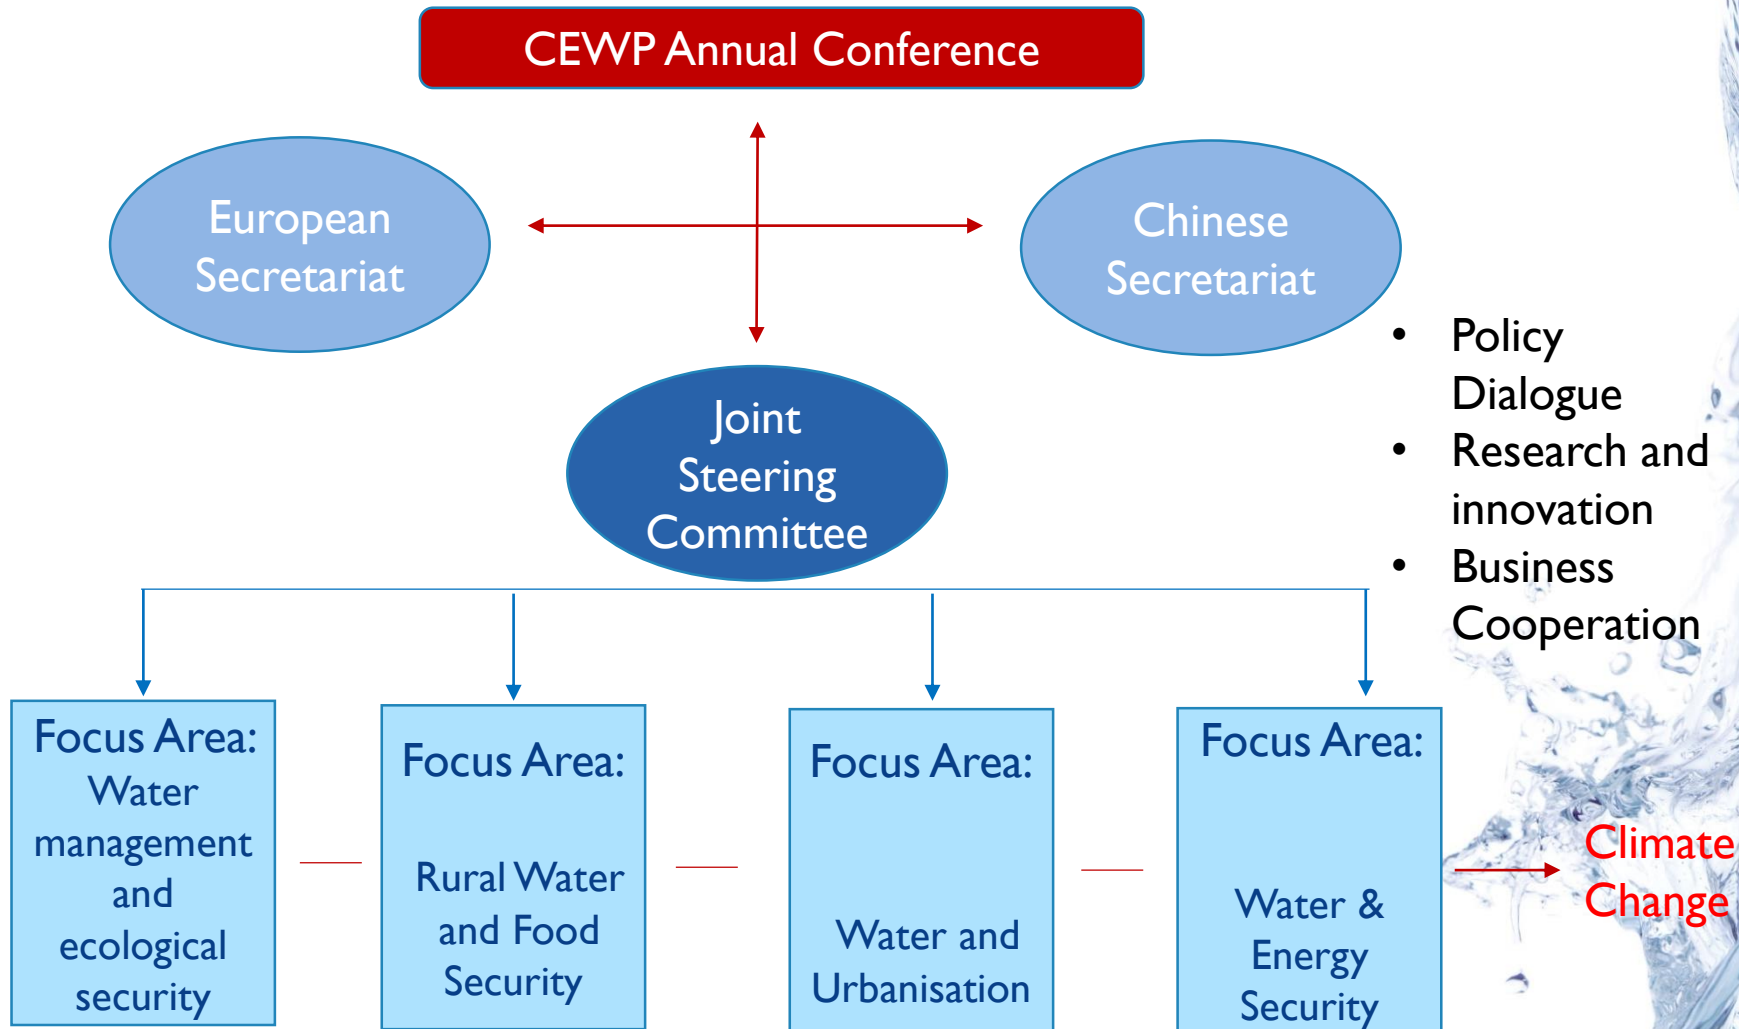 CEWP Annual Conference
European
Secretariat
Chinese
Secretariat
Joint
Steering
Committee
• Policy
Dialogue
• Research and
innovation
• Business
Cooperation
Focus Area:
Water
management
and
ecological
security
Focus Area:
Rural Water
and Food
Security
Focus Area:
Water and
Urbanisation
Focus Area:
Water &
Energy
Security
Climate
Change